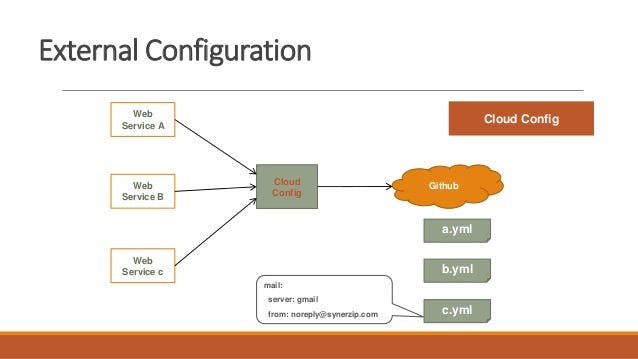 External Configuration
Web
Service A
Cloud Config
Web
Service B
Cloud
Config
Github
a.yml
Web
Service c
b.yml
mail:
server: gmail
from: noreply@synerzip.com
c.yml